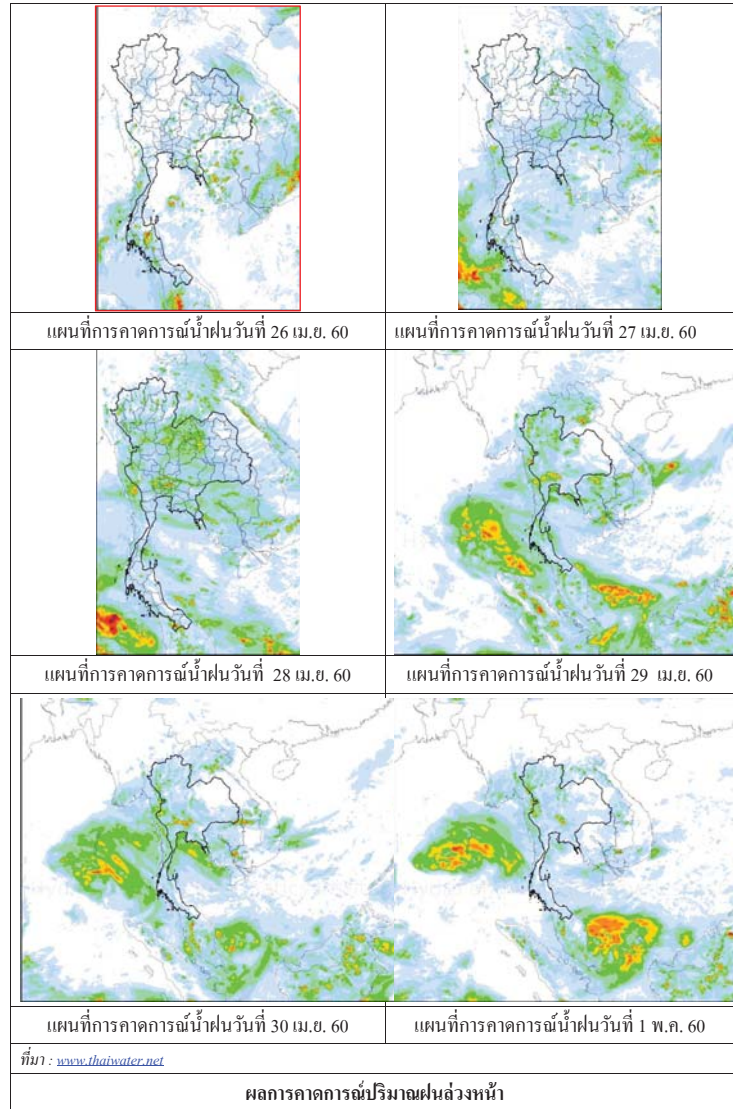 แผนที่การคาดการณ์น้ำฝนวันที่ 26 เม.ย. 60
แผนที่การคาดการณ์น้ำฝนวันที่ 27 เม.ย. 60
แผนที่การคาดการณ์น้ำฝนวันที่ 28 เม.ย. 60
แผนที่การคาดการณ์น้ำฝนวันที่ 29 เม.ย. 60
แผนที่การคาดการณ์น้ำฝนวันที่ 30 เม.ย. 60
แผนที่การคาดการณ์น้ำฝนวันที่ 1 พ.ค. 60
ที่มา : www.thaiwater.net
ผลการคาดการณ์ปริมาณฝนล่วงหน้า